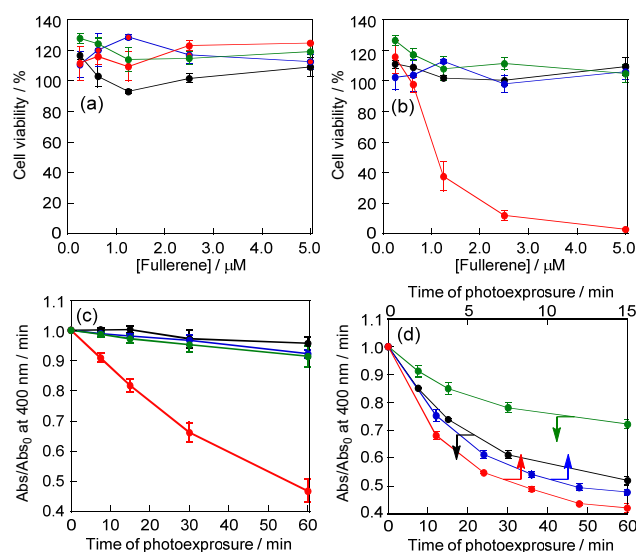 140
120
100
80
60
40
20
0
Cell viability / %
(a)
0.0 1.0 2.0 3.0 4.0 5.0
[Fullerene] / μM
140
120
100
80
60
40
20
0
Cell viability / %
(b)
0.0 1.0 2.0 3.0 4.0 5.0
[Fullerene] / μM
1.1
1.0
0.9
0.8
0.7
0.6
0.5
0.4
Abs/Abs0 at 400 nm / min
(c)
0 10 20 30 40 50 60
Time of photoexprosure / min
Time of photoexprosure / min
0 5 10 15
1.1
1.0
0.9
0.8
0.7
0.6
0.5
0.4
Abs/Abs0 at 400 nm / min
(d)
0 10 20 30 40 50 60
Time of photoexposure / min